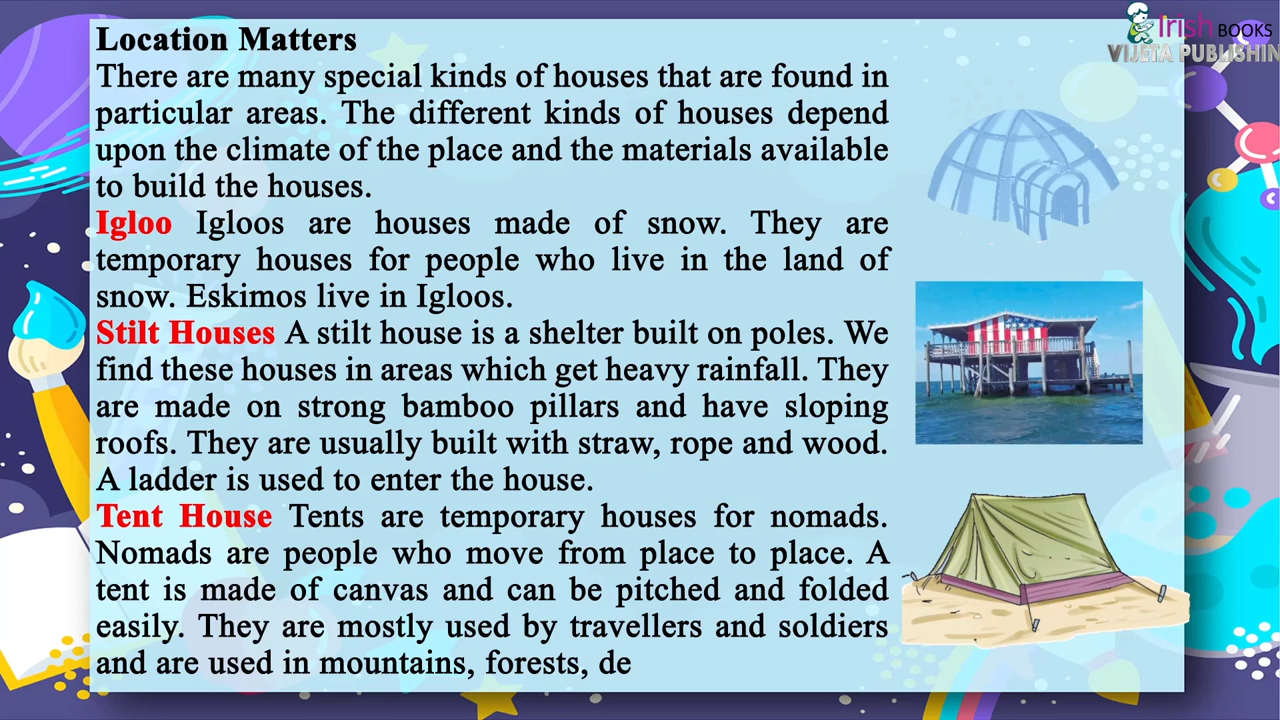 Irish BOOKS
VIJETA PUBLISHIN
Location Matters
There are many special kinds of houses that are found in
particular areas. The different kinds of houses depend
upon the climate of the place and the materials available
to build the houses.
Igloo Igloos are houses made of snow. They are
temporary houses for people who live in the land of
snow. Eskimos live in Igloos.
Stilt Houses A stilt house is a shelter built on poles. We
find these houses in areas which get heavy rainfall. They
are made on strong bamboo pillars and have sloping
roofs. They are usually built with straw, rope and wood.
A ladder is used to enter the house.
Tent House Tents are temporary houses for nomads.
Nomads are people who move from place to place. A
tent is made of canvas and can be pitched and folded
easily. They are mostly used by travellers and soldiers
and are used in mountains, forests, de